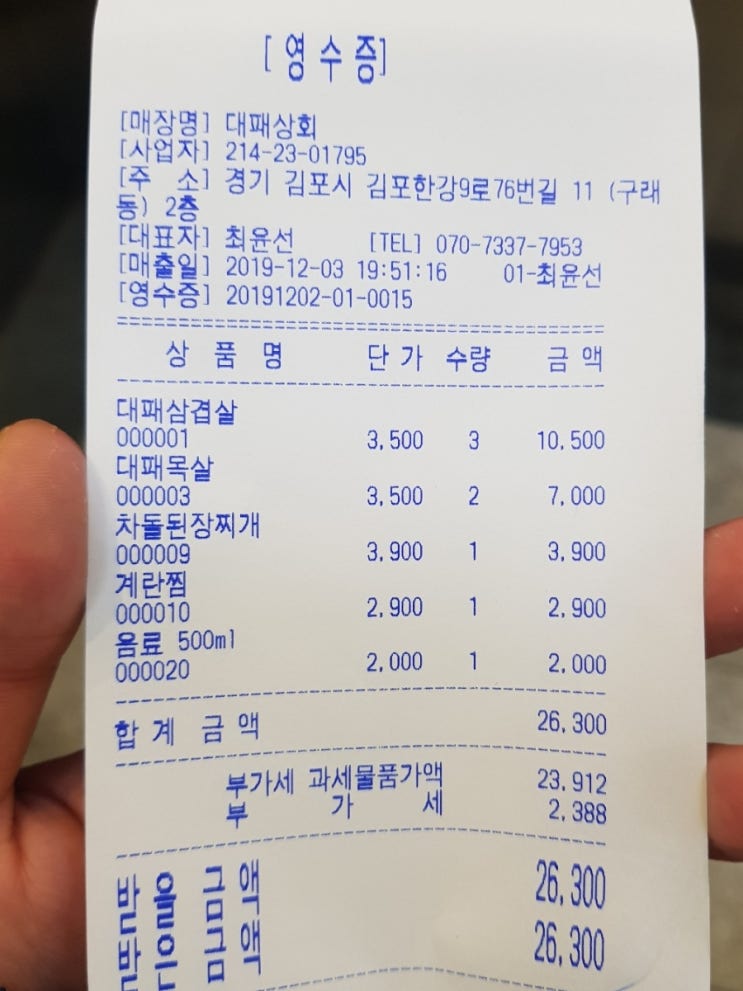 [영수증]
[매장명] 대패상회
[사업자] 214-23-01795
[주 소] 경기 김포시 김포한강9로76번길 11 (구래
동) 2층
[대표자] 최윤선 [TEL] 070-7337-7953
[매출일] 2019-12-03 19:51:16 01-최윤선
[영수증] 20191202-01-0015
상 품 명 단 가 수량 금 액
대패삼겹살
000001 3,500 3 10,500
대패목살
000003 3,500 2 7,000
차돌된장찌개
000009 3,900 1 3,900
계란찜
000010 2,900 1 2,900
음료 500ml
000020 2,000 1 2,000
합 계 금 액 26,300
부가세 과세물품가액 23,912
부 가 세 2,388
받 을 금 액 26,300
받 은 금 액 26,300